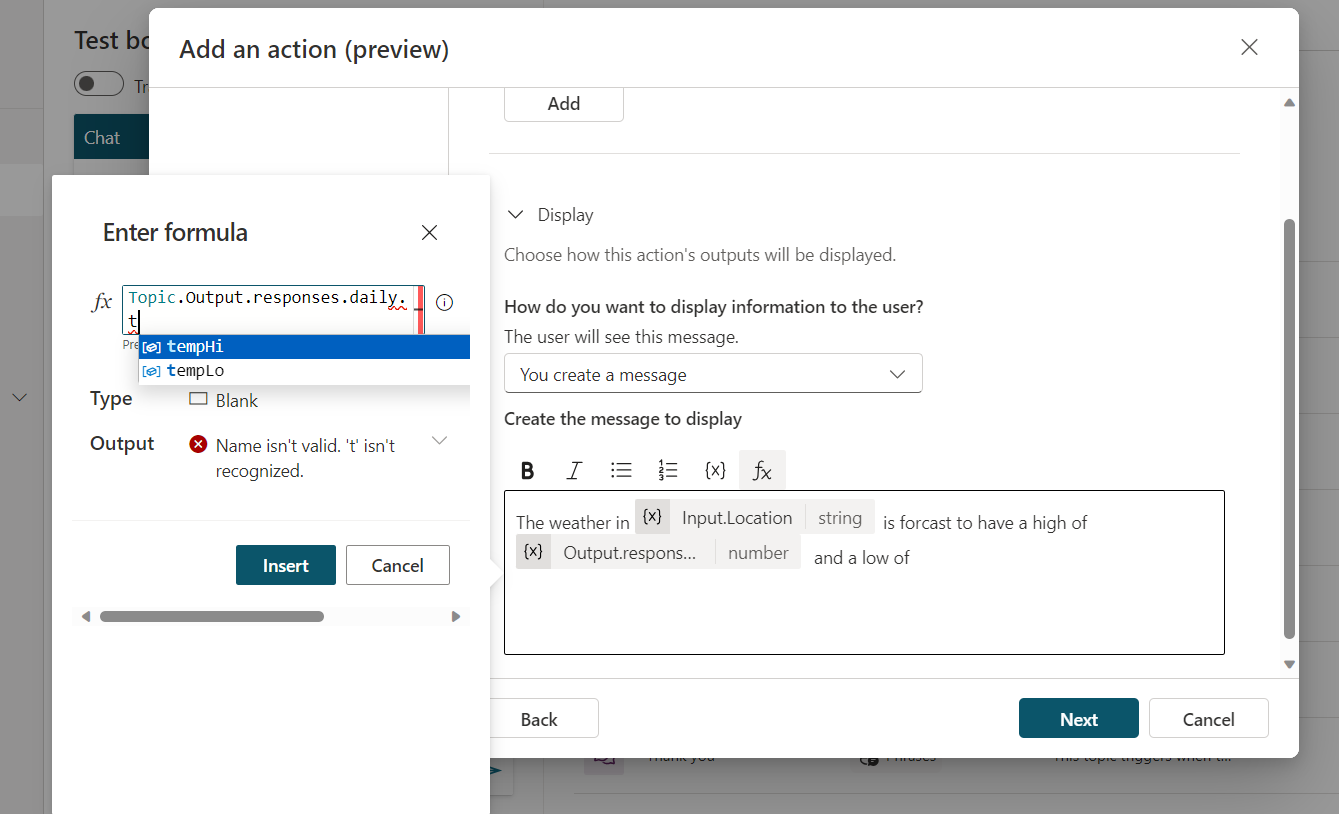 Test bo
Add an action (preview)
Tr
Chat
Add
Enter formula
fx
Topic.Output.responses.daily.
t
Pre
tempHi
tempLo
Type
Blank
Output
Name isn't valid. 't' isn't
recognized.
Insert
Cancel
Display
Choose how this action's outputs will be displayed.
How do you want to display information to the user?
The user will see this message.
You create a message
Create the message to display
B I {x} fx
The weather in {x} Input.Location string is forcast to have a high of
{x} Output.respons... number and a low of
Back
Next
Cancel
Thank you
Phrases
This topic triggers when t...